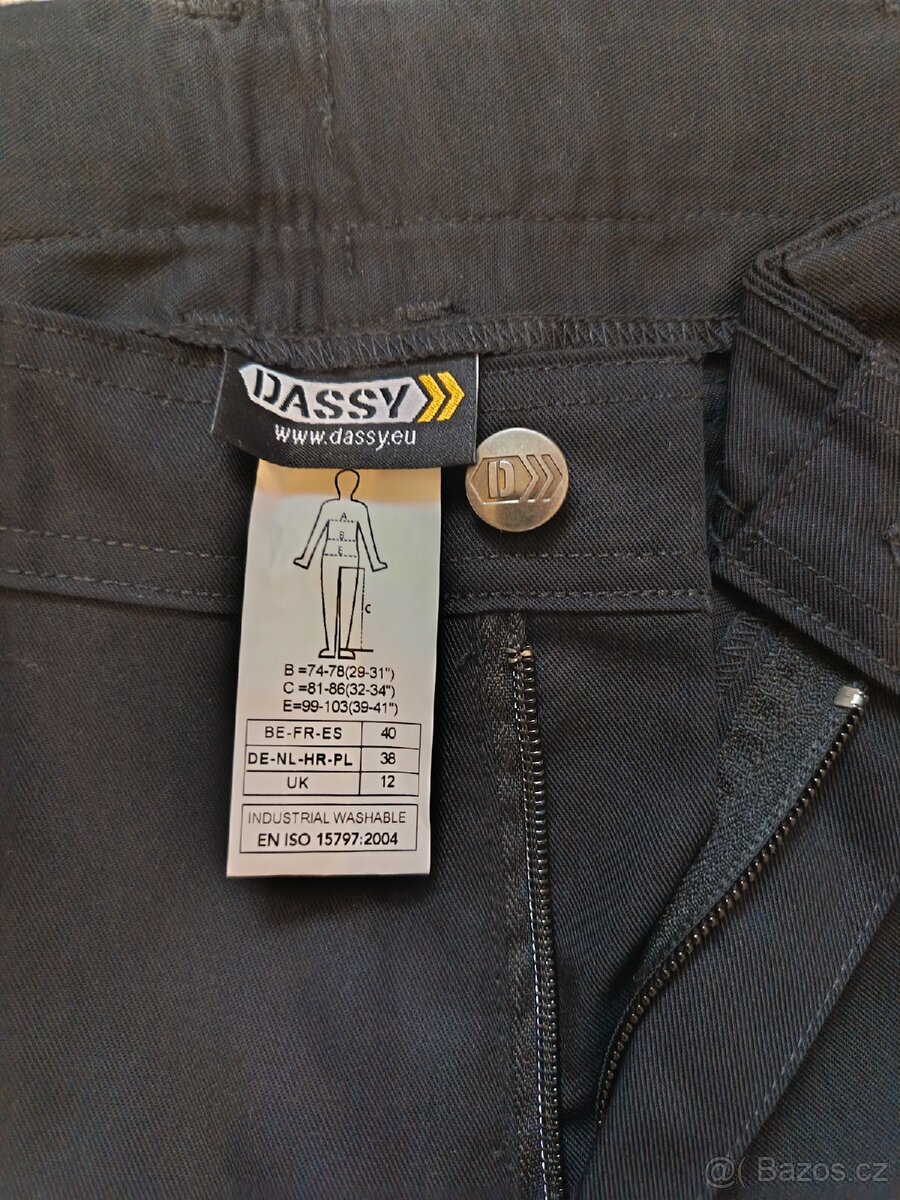 DASSY
www.dassy.eu
D
A
B
E
C
B =74-78(29-31")
C =81-86(32-34")
E=99-103(39-41")
BE-FR-ES 40
DE-NL-HR-PL 38
UK 12
INDUSTRIAL WASHABLE
EN ISO 15797:2004
@( Bazos.cz